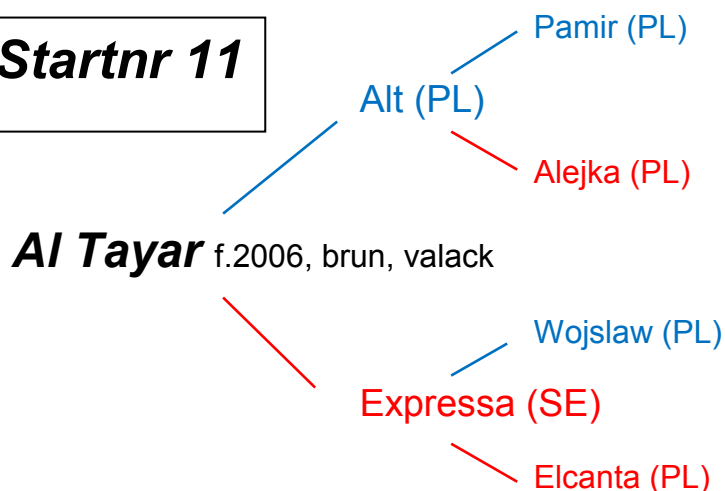 Startnr 11
Pamir (PL)
Alt (PL)
Alejka (PL)
Al Tayar f.2006, brun, valack
Wojslaw (PL)
Expressa (SE)
Elcanta (PL)